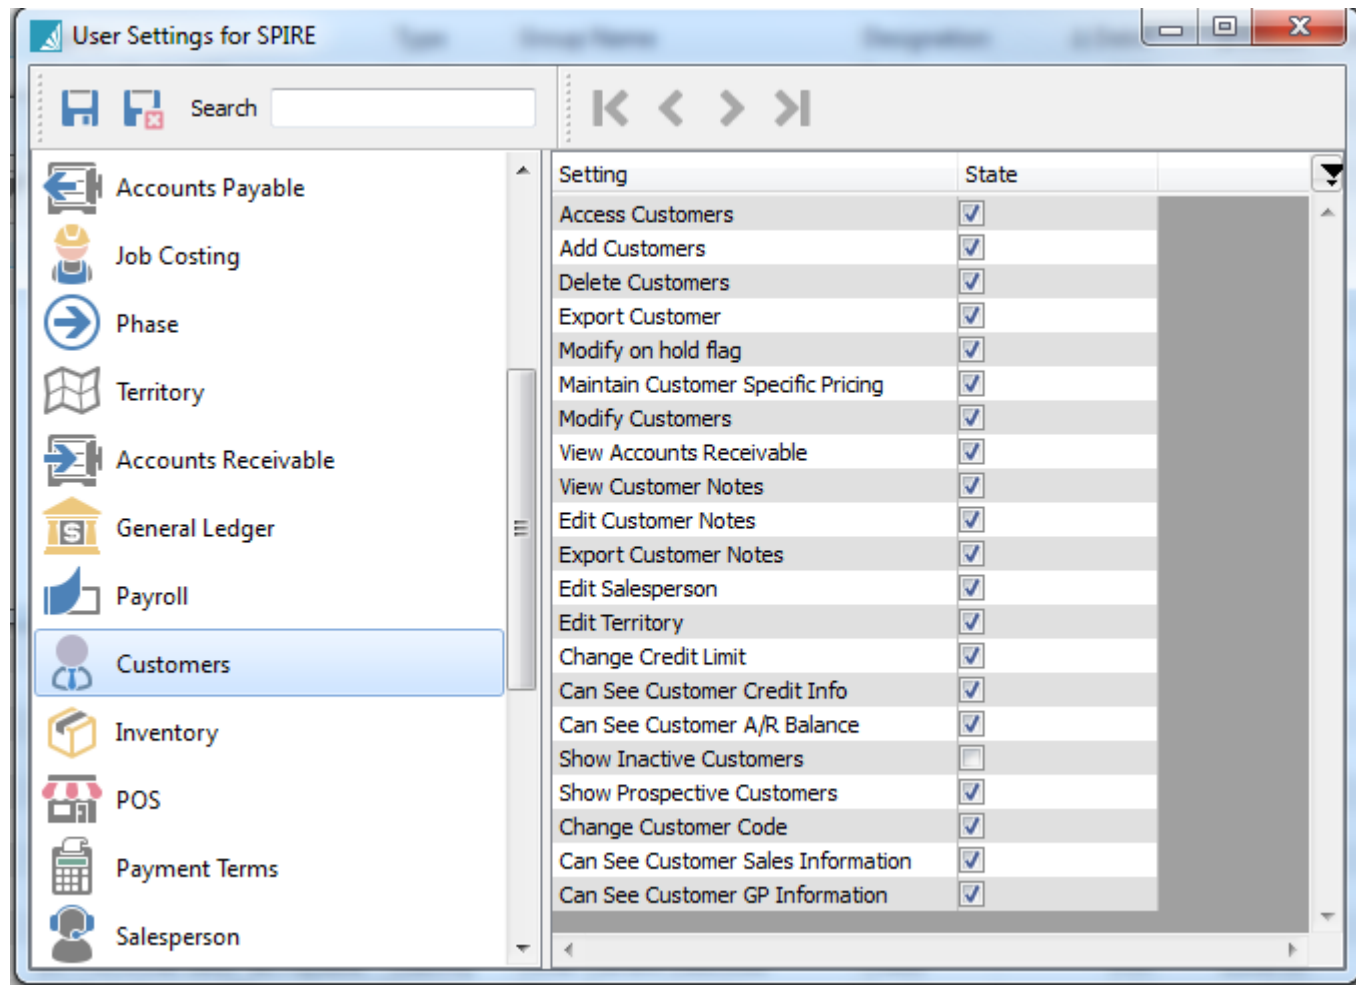 User Settings for SPIRE
Search
Accounts Payable
Job Costing
Phase
Territory
Accounts Receivable
General Ledger
Payroll
Customers
Inventory
POS
Payment Terms
Salesperson
Setting State
Access Customers
Add Customers
Delete Customers
Export Customer
Modify on hold flag
Maintain Customer Specific Pricing
Modify Customers
View Accounts Receivable
View Customer Notes
Edit Customer Notes
Export Customer Notes
Edit Salesperson
Edit Territory
Change Credit Limit
Can See Customer Credit Info
Can See Customer A/R Balance
Show Inactive Customers
Show Prospective Customers
Change Customer Code
Can See Customer Sales Information
Can See Customer GP Information